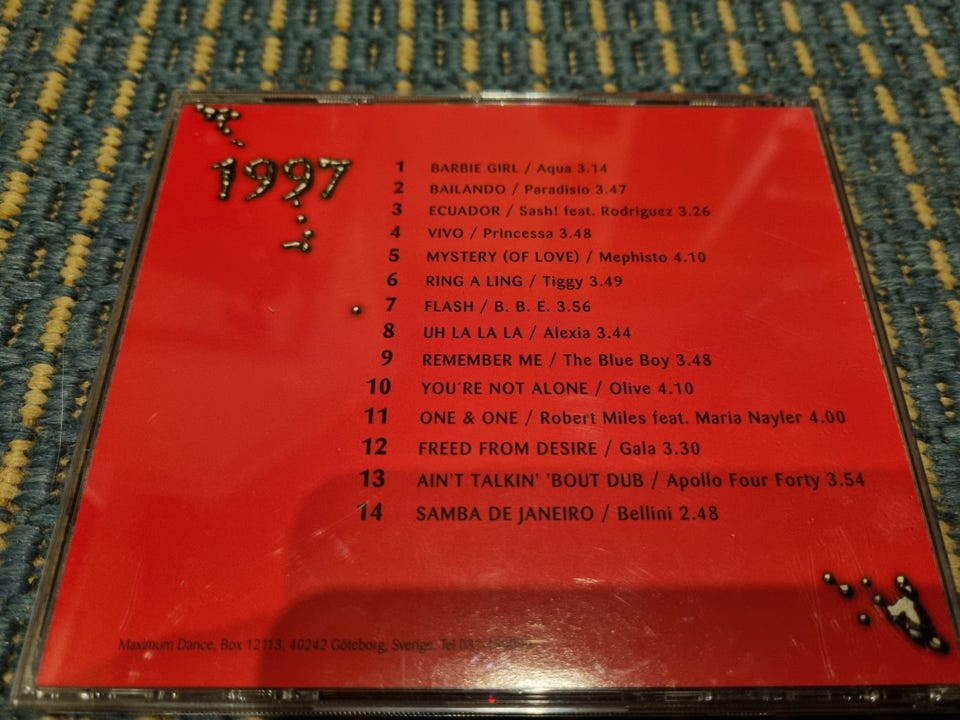 1997
1 BARBIE GIRL / Aqua 3.14
2 BAILANDO / Paradisio 3.47
3 ECUADOR / Sash! feat. Rodriguez 3.26
4 VIVO / Princessa 3.48
5 MYSTERY (OF LOVE) / Mephisto 4.10
6 RING A LING / Tiggy 3.49
7 FLASH / B. B. E. 3.56
8 UH LA LA LA / Alexia 3.44
9 REMEMBER ME / The Blue Boy 3.48
10 YOU´RE NOT ALONE / Olive 4.10
11 ONE & ONE / Robert Miles feat. Maria Nayler 4.00
12 FREED FROM DESIRE / Gala 3.30
13 AIN'T TALKIN' 'BOUT DUB / Apollo Four Forty 3.54
14 SAMBA DE JANEIRO / Bellini 2.48
Maximum Dance, Box 12113, 40242 Göteborg, Sverige. Tel